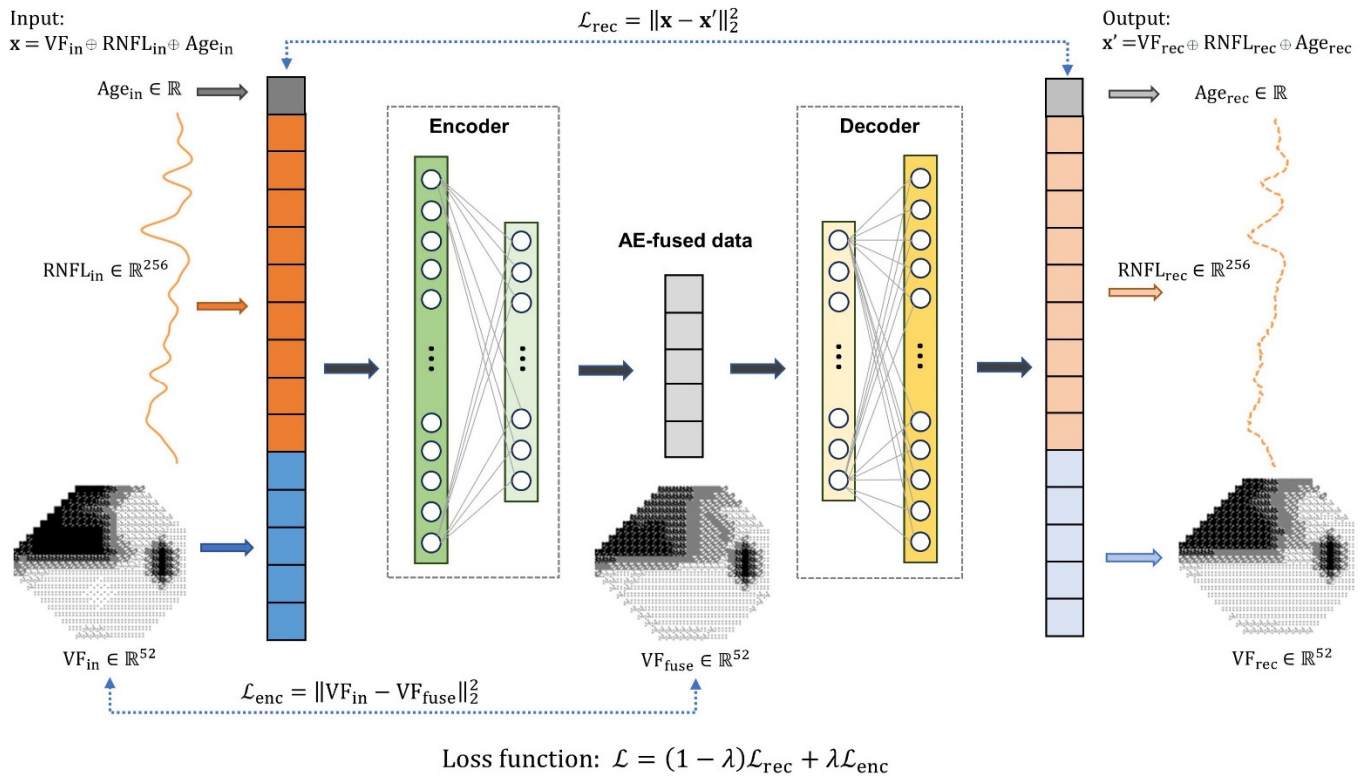 Input:
𝐱 = VF_in ⊕ RNFL_in ⊕ Age_in
ℒ_rec = ‖𝐱 − 𝐱′‖₂²
Output:
𝐱' =VF_rec ⊕ RNFL_rec ⊕ Age_rec
Age_in ∈ ℝ
Age_rec ∈ ℝ
Encoder
Decoder
AE-fused data
RNFL_in ∈ ℝ²⁵⁶
RNFL_rec ∈ ℝ²⁵⁶
VF_in ∈ ℝ⁵²
VF_fuse ∈ ℝ⁵²
VF_rec ∈ ℝ⁵²
ℒ_enc = ‖VF_in − VF_fuse‖₂²
Loss function: ℒ = (1 − λ)ℒ_rec + λℒ_enc